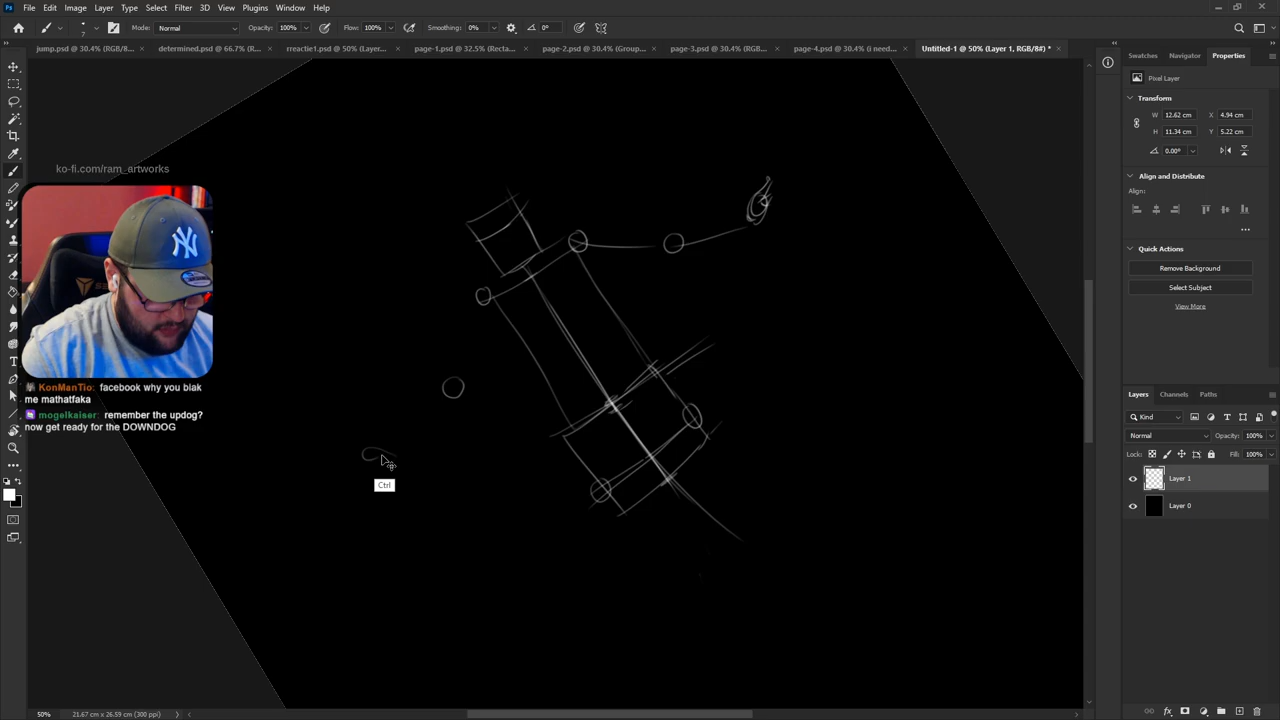 File Edit Image Layer Type Select Filter 3D View Plugins Window Help
7 Mode: Normal Opacity: 100% Flow: 100% Smoothing: 0% 0°
jump.psd @ 30.4% (RGB/8... × determined.psd @ 66.7% (R... × rreactie1.psd @ 50% (Layer... × page-1.psd @ 32.5% (Recta... × page-2.psd @ 30.4% (Group... × page-3.psd @ 30.4% (RGB... × page-4.psd @ 30.4% (i need... × Untitled-1 @ 50% (Layer 1, RGB/8#) * ×
Swatches Navigator Properties
Pixel Layer
Transform
W 12.62 cm X 4.94 cm
H 11.34 cm Y 5.22 cm
0.00°
Align and Distribute
Align:
Quick Actions
Remove Background
Select Subject
View More
ko-fi.com/ram_artworks
KonManTio: facebook why you blak
me mathatfaka
mogelkaiser: remember the updog?
now get ready for the DOWNDOG
Ctrl
Layers Channels Paths
Kind
Normal Opacity: 100%
Lock: Fill: 100%
Layer 1
Layer 0
50% 21.67 cm x 26.59 cm (300 ppi)